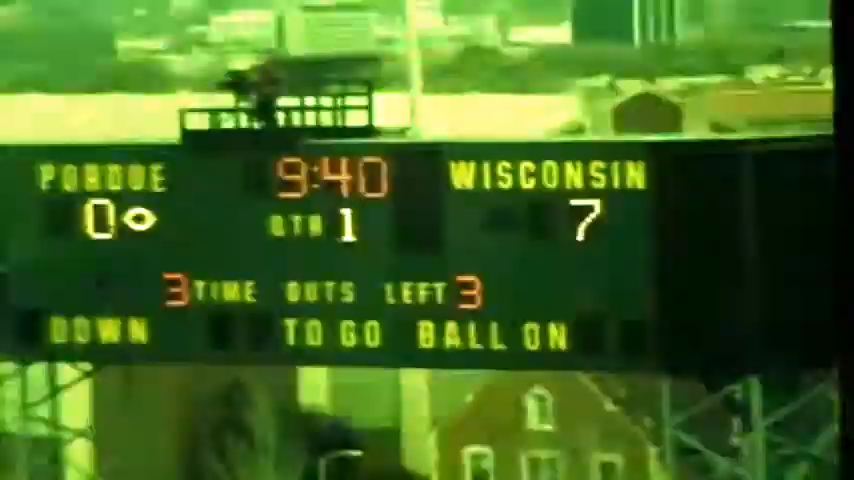 PURDUE 9:40 WISCONSIN
0 QTR 1 7
3 TIME OUTS LEFT 3
DOWN TO GO BALL ON